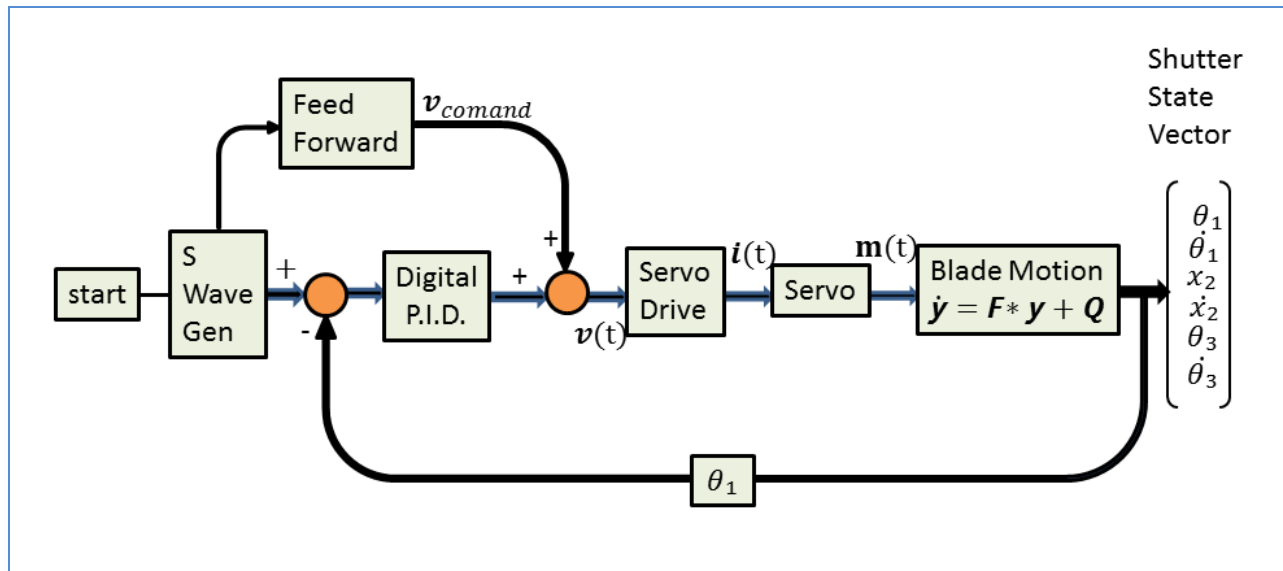 Shutter
State
Vector
Feed
Forward
v_comand
start
S
Wave
Gen
+
-
Digital
P.I.D.
+
+
v(t)
Servo
Drive
i(t)
Servo
m(t)
Blade Motion
ẏ = F* y + Q
θ₁
θ̇₁
x₂
ẋ₂
θ₃
θ̇₃
θ₁